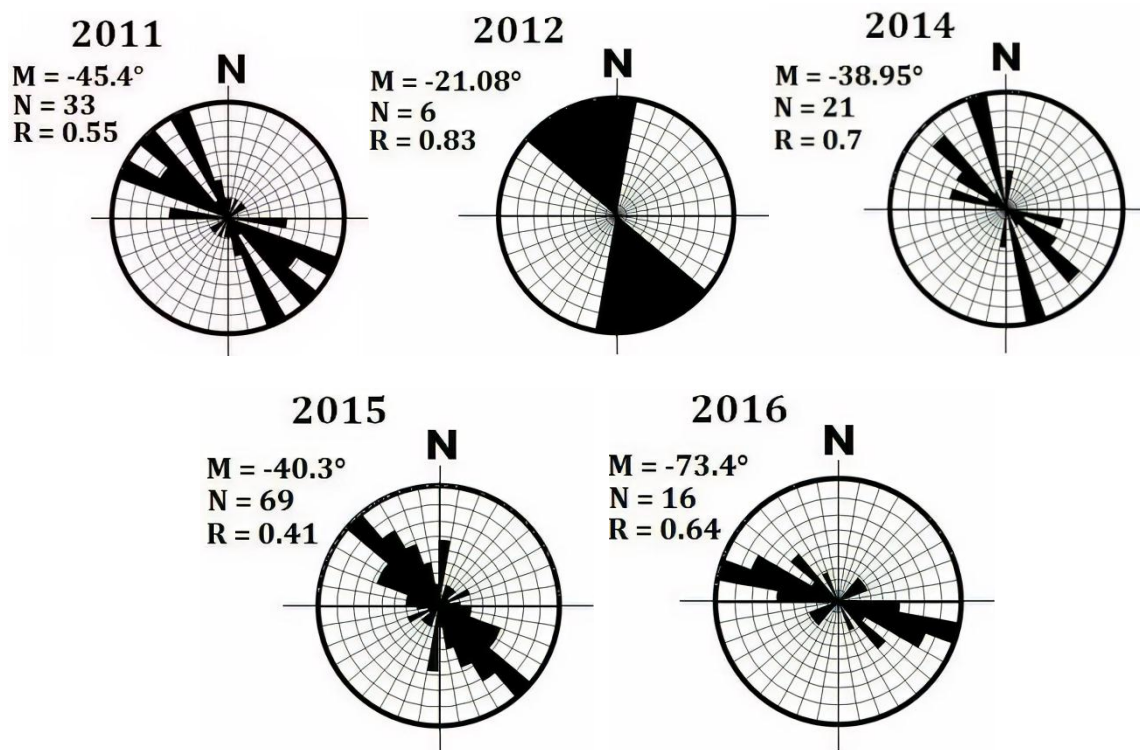 2011
N
M = -45.4°
N = 33
R = 0.55
2012
N
M = -21.08°
N = 6
R = 0.83
2014
N
M = -38.95°
N = 21
R = 0.7
2015
N
M = -40.3°
N = 69
R = 0.41
2016
N
M = -73.4°
N = 16
R = 0.64